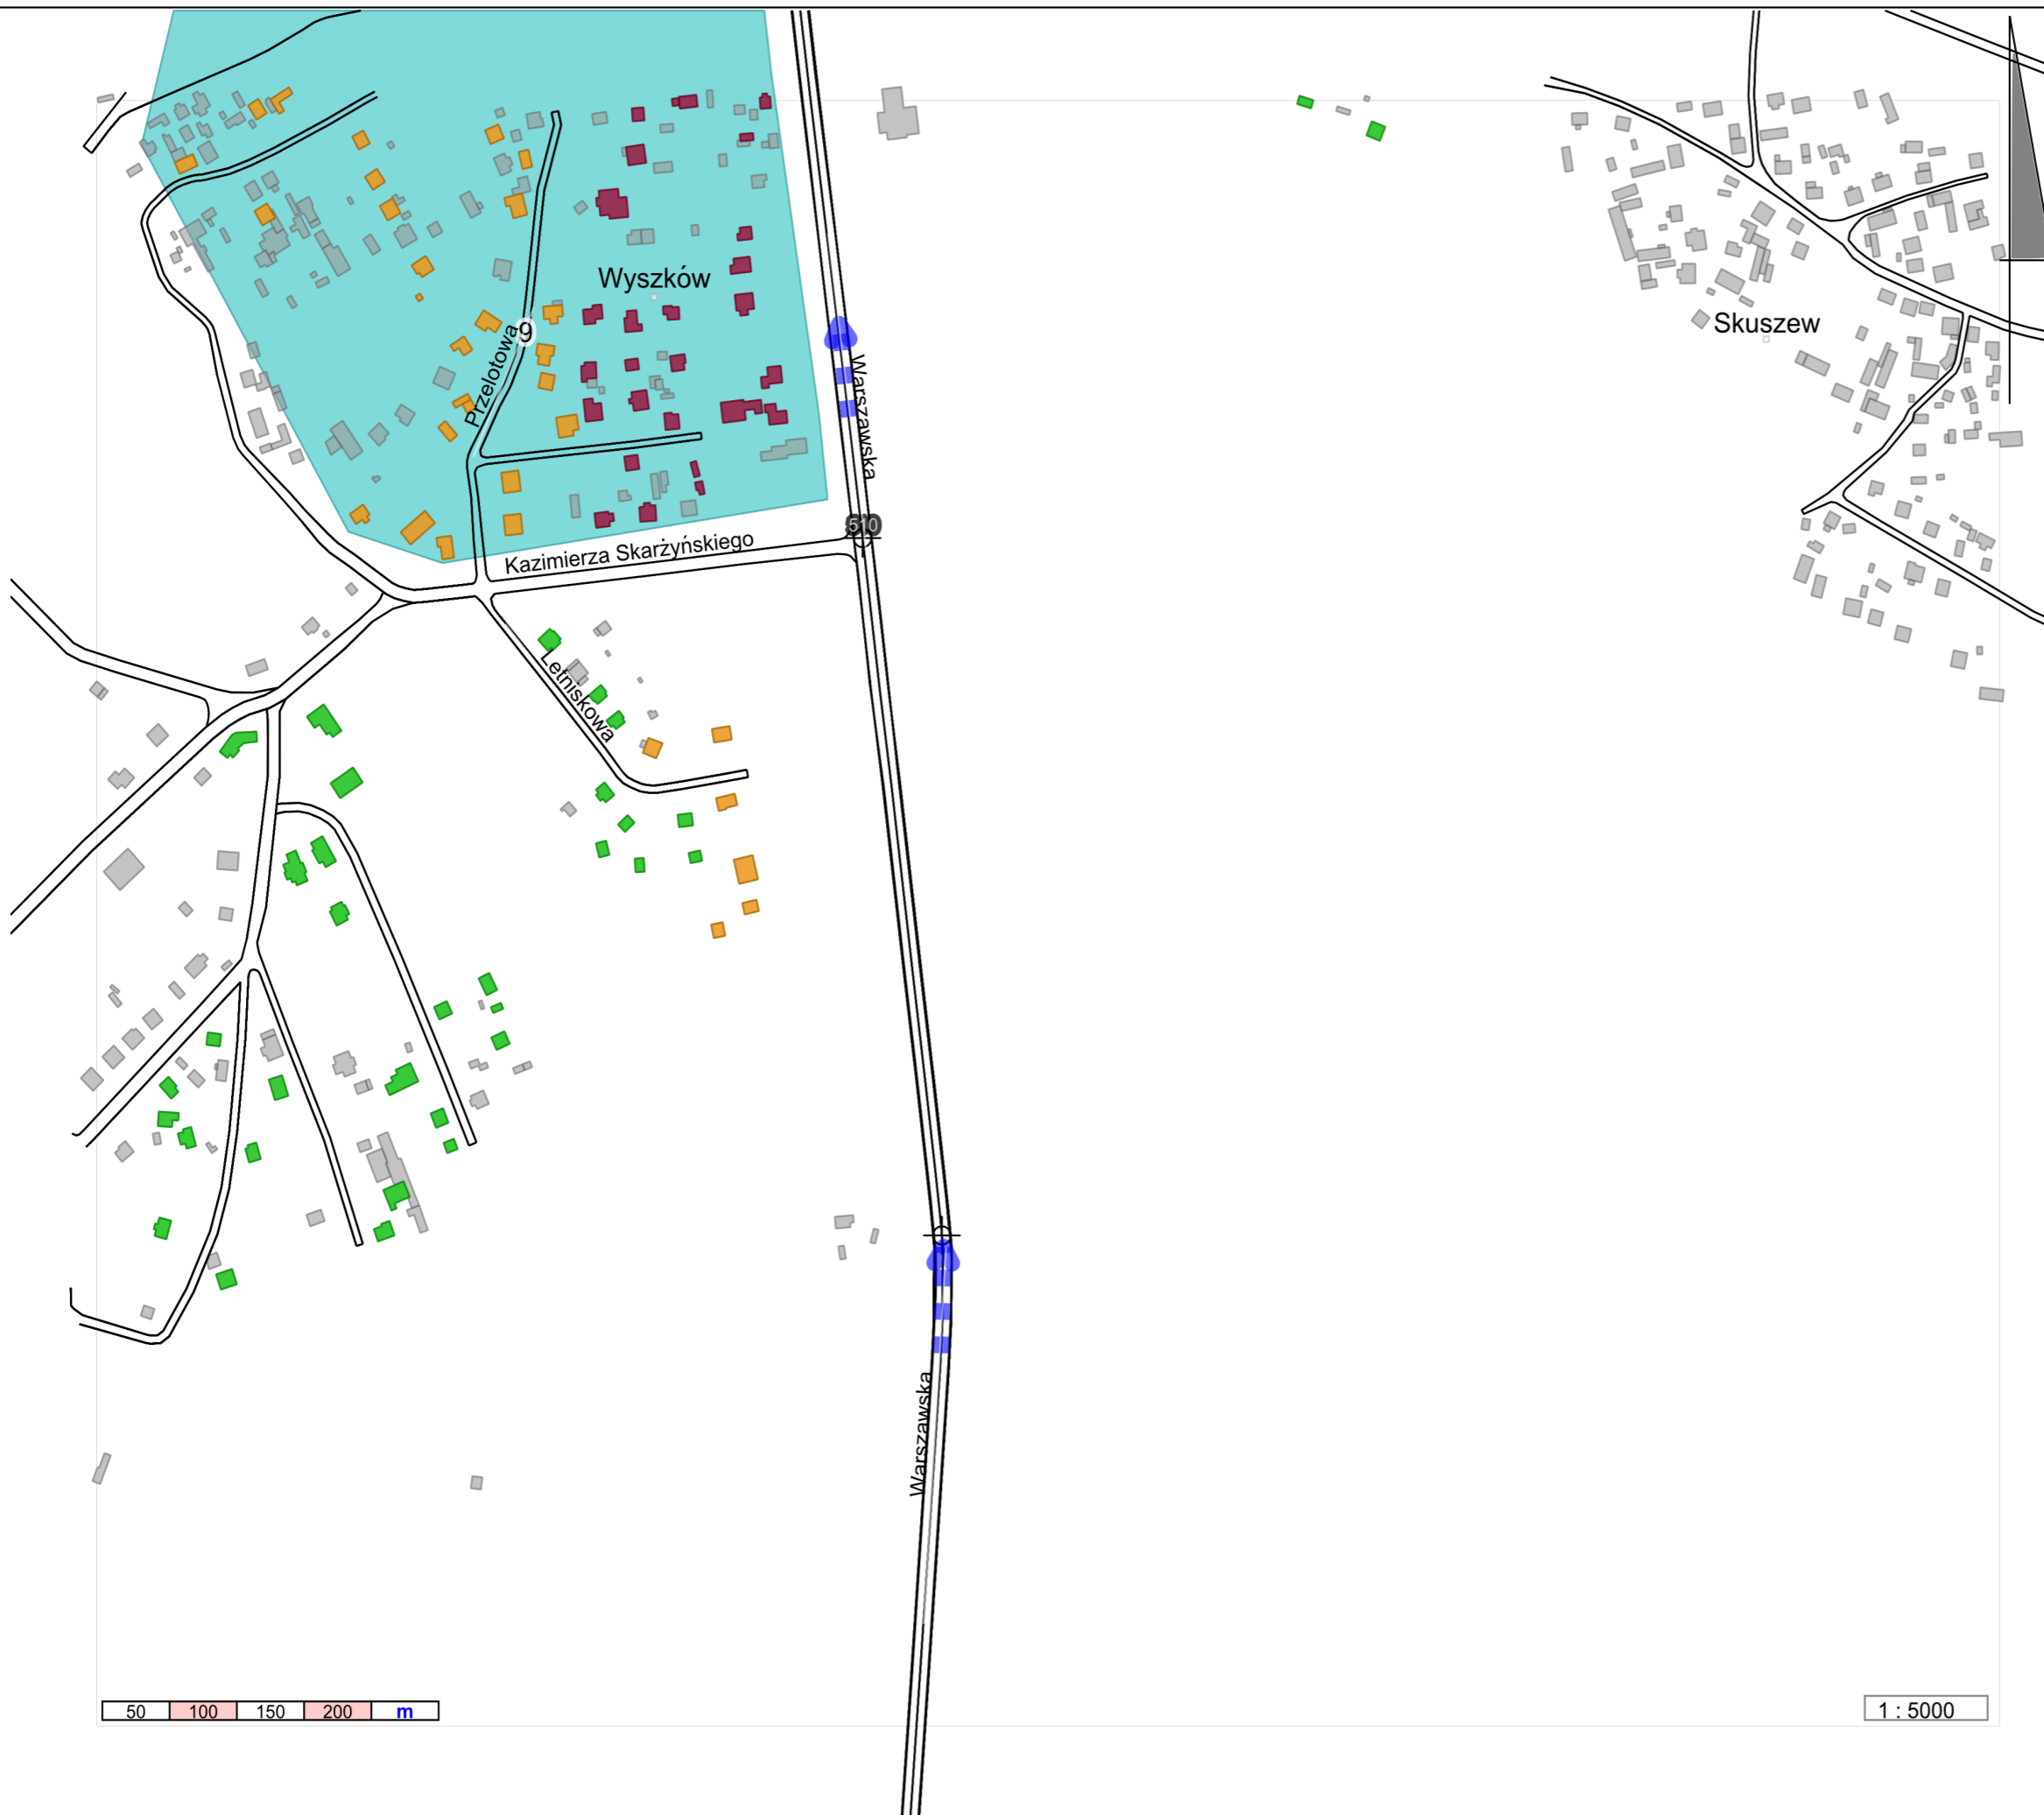 Wyszków
Skuszew
9
Przelotowa
Warszawska
510
Kazimierza Skarżyńskiego
Letniskowa
Warszawska
50 100 150 200 m
1 : 5000